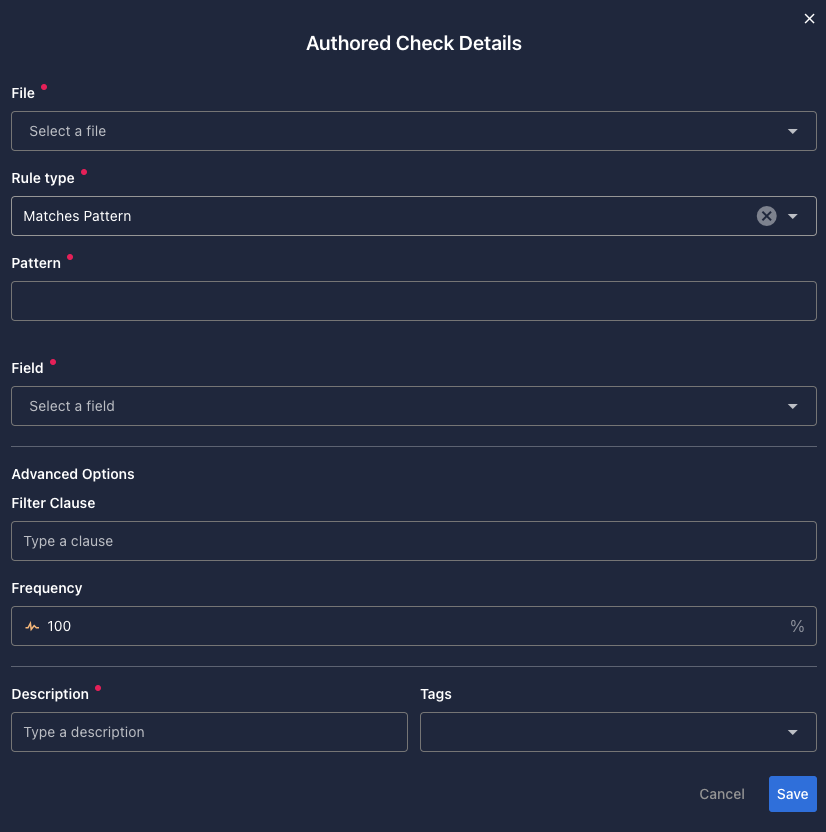 Authored Check Details
File
Select a file
Rule type
Matches Pattern
Pattern
Field
Select a field
Advanced Options
Filter Clause
Type a clause
Frequency
100 %
Description Tags
Type a description
Cancel Save